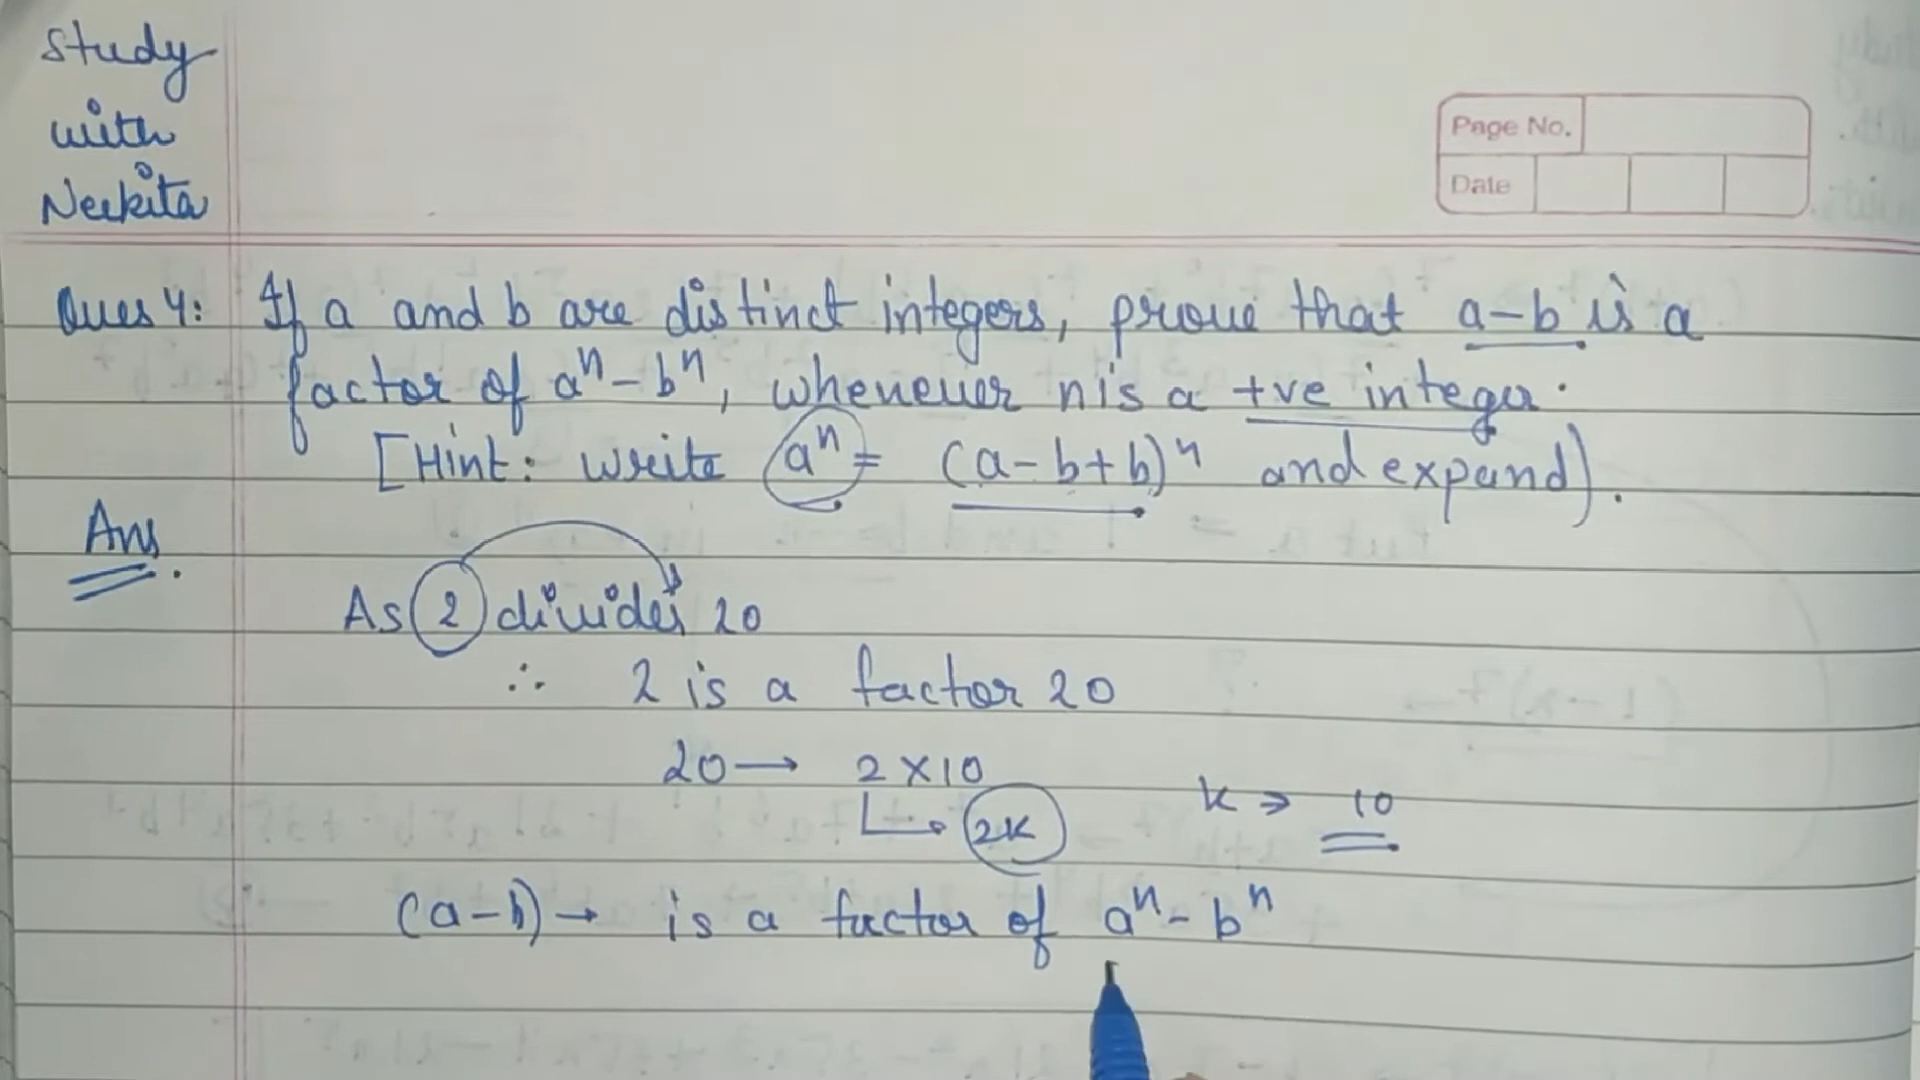 Study
with
Neekita
Page No.
Date
Ques 4: If a and b are distinct integers, prove that a-b is a
factor of aⁿ-bⁿ, whenever n is a +ve integer.
[Hint: write aⁿ = (a-b+b)ⁿ and expand].
Ans.
As 2 divides 20
∴ 2 is a factor 20
20 → 2×10
2K
k → 10
(a-b) → is a factor of aⁿ-bⁿ